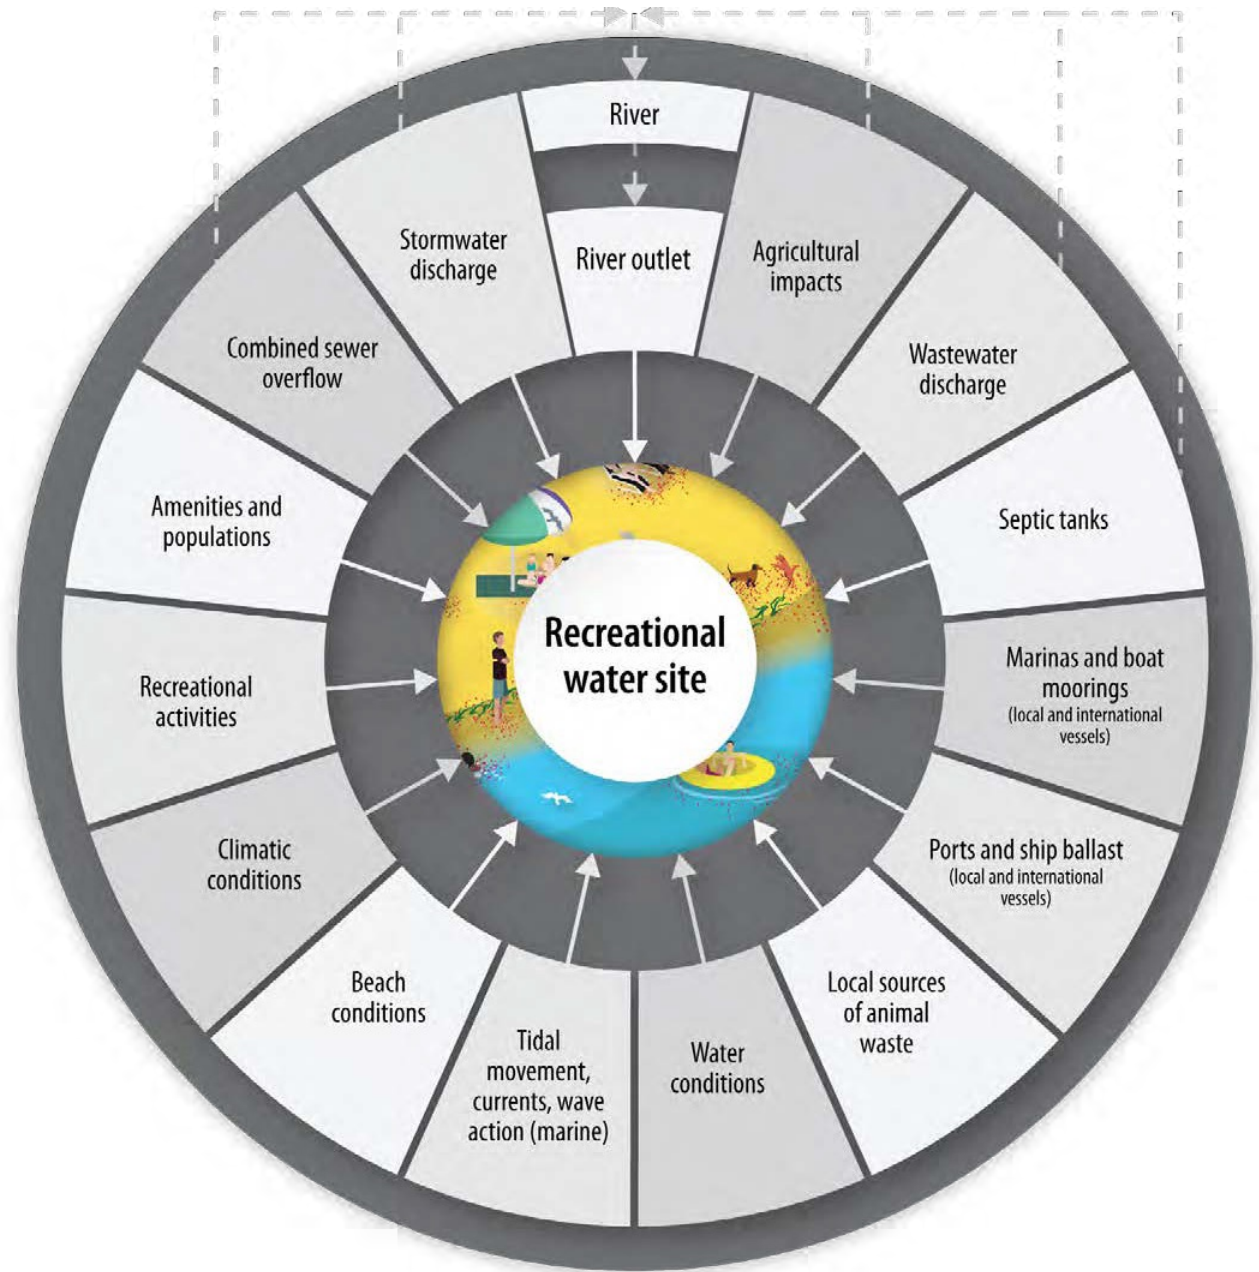 River
River outlet
Agricultural
impacts
Wastewater
discharge
Septic tanks
Marinas and boat
moorings
(local and international
vessels)
Ports and ship ballast
(local and international
vessels)
Local sources
of animal
waste
Water
conditions
Tidal
movement,
currents, wave
action (marine)
Beach
conditions
Climatic
conditions
Recreational
activities
Amenities and
populations
Combined sewer
overflow
Stormwater
discharge
Recreational
water site